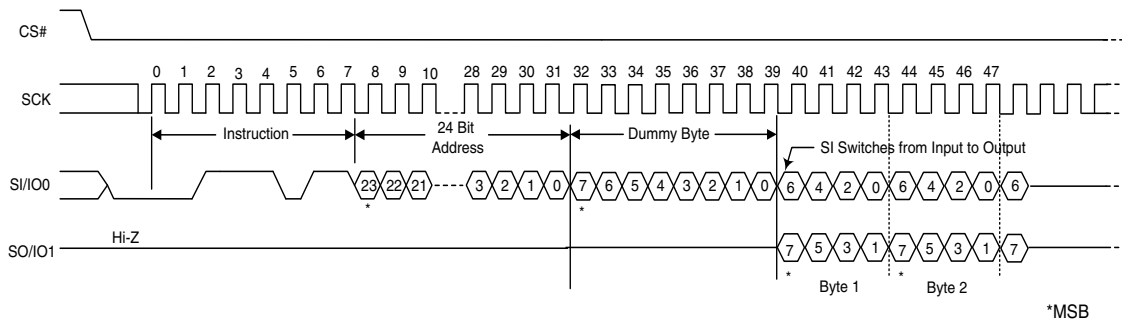 CS#
0 1 2 3 4 5 6 7 8 9 10 28 29 30 31 32 33 34 35 36 37 38 39 40 41 42 43 44 45 46 47
SCK
Instruction
24 Bit
Address
Dummy Byte
SI Switches from Input to Output
SI/IO0
23 22 21 3 2 1 0 7 6 5 4 3 2 1 0 6 4 2 0 6 4 2 0 6
* *
Hi-Z
SO/IO1
7 5 3 1 7 5 3 1 7
* *
Byte 1 Byte 2
*MSB